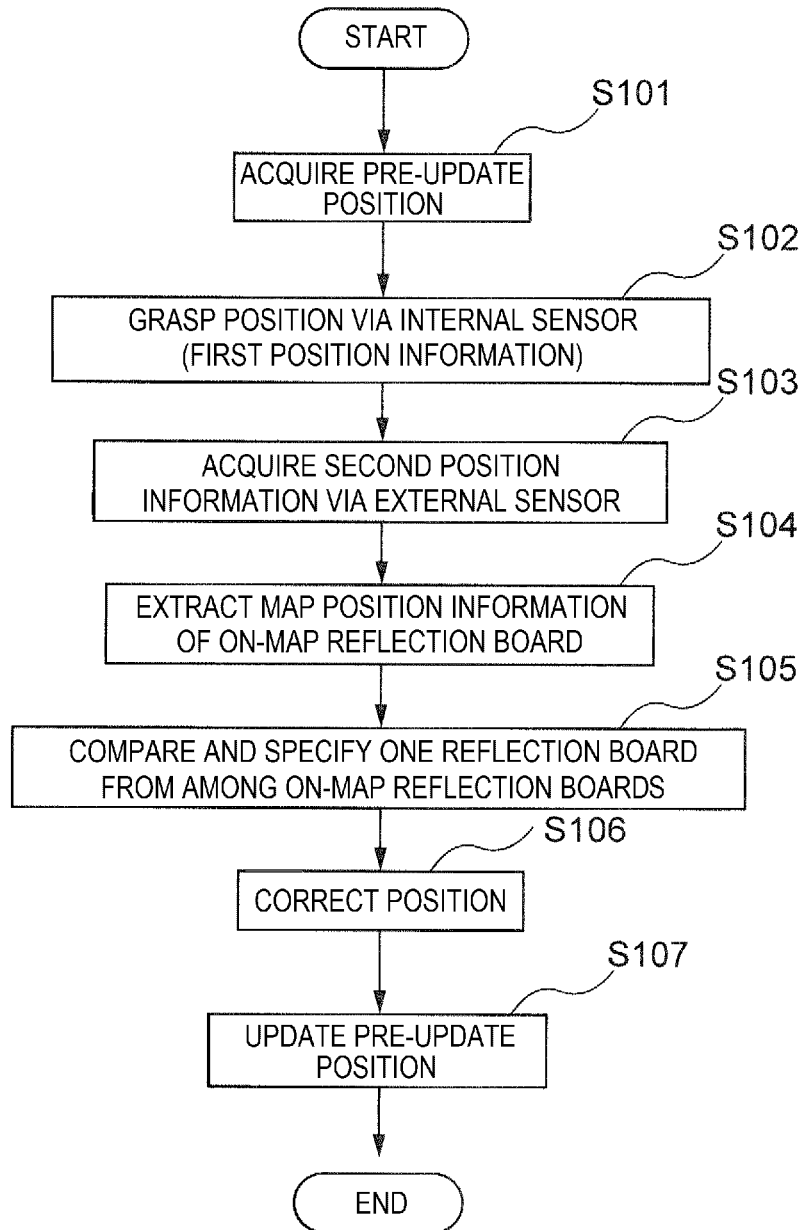 START
S101
ACQUIRE PRE-UPDATE
POSITION
S102
GRASP POSITION VIA INTERNAL SENSOR
(FIRST POSITION INFORMATION)
S103
ACQUIRE SECOND POSITION
INFORMATION VIA EXTERNAL SENSOR
S104
EXTRACT MAP POSITION INFORMATION
OF ON-MAP REFLECTION BOARD
S105
COMPARE AND SPECIFY ONE REFLECTION BOARD
FROM AMONG ON-MAP REFLECTION BOARDS
S106
CORRECT POSITION
S107
UPDATE PRE-UPDATE
POSITION
END